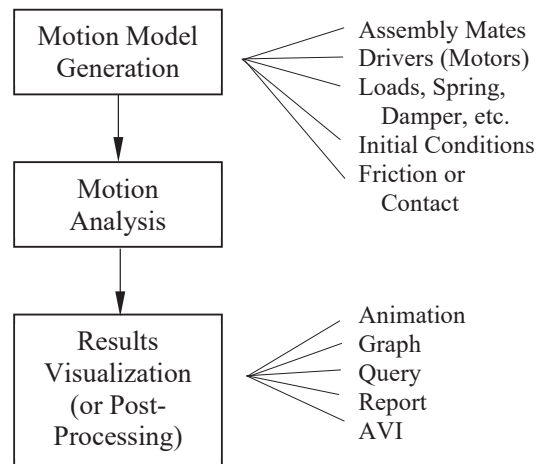 Motion Model
Generation
Assembly Mates
Drivers (Motors)
Loads, Spring,
Damper, etc.
Initial Conditions
Friction or
Contact
Motion
Analysis
Results
Visualization
(or Post-
Processing)
Animation
Graph
Query
Report
AVI